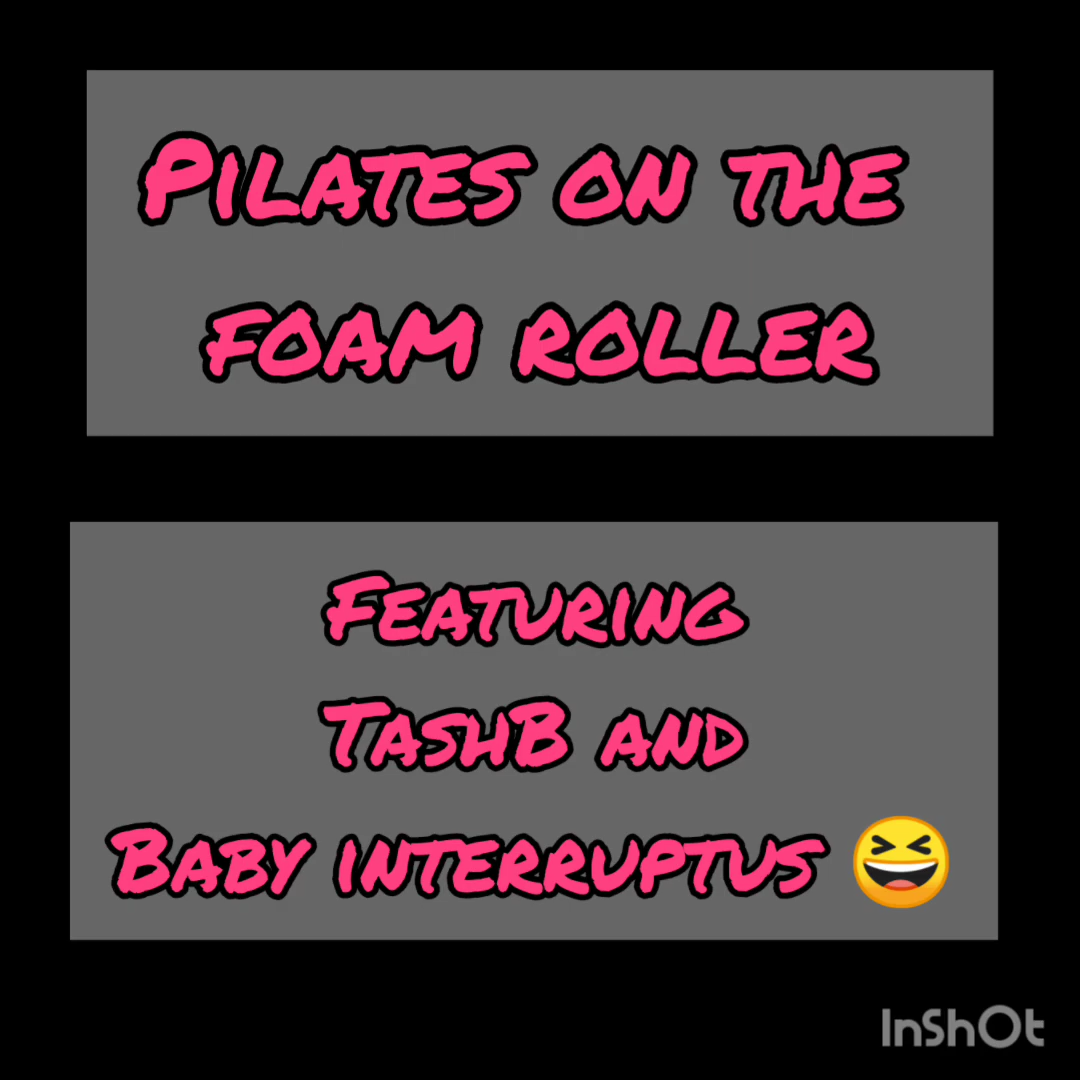 Pilates on the
foam roller
Featuring
TashB and
Baby interruptus 😆
InShOt